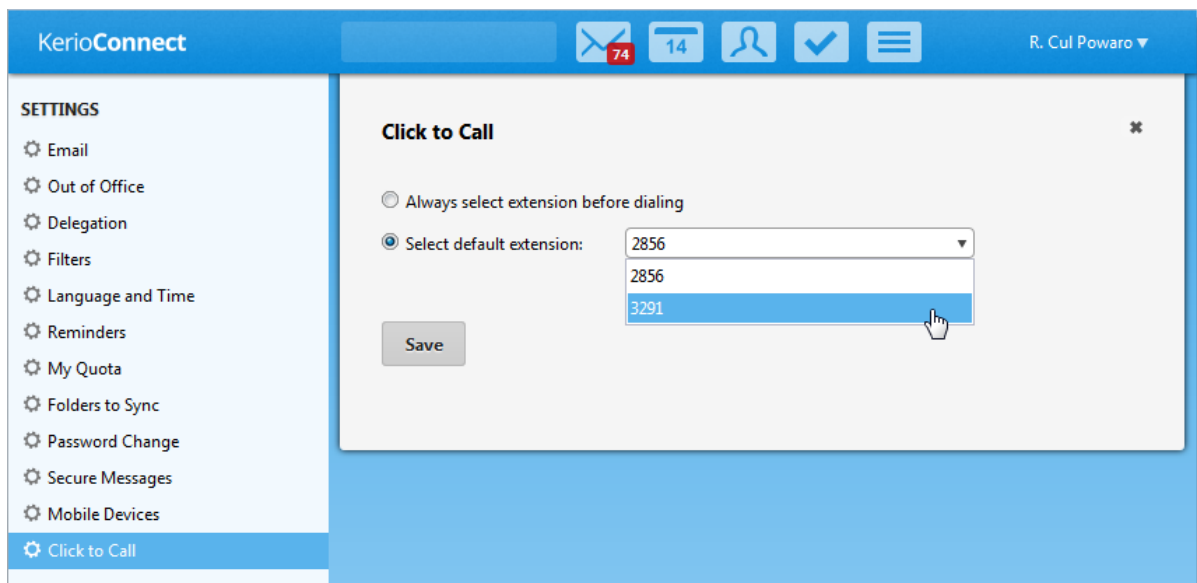 KerioConnect
74
14
R. Cul Powaro
SETTINGS
Email
Out of Office
Delegation
Filters
Language and Time
Reminders
My Quota
Folders to Sync
Password Change
Secure Messages
Mobile Devices
Click to Call
Click to Call
Always select extension before dialing
Select default extension: 2856
2856
3291
Save